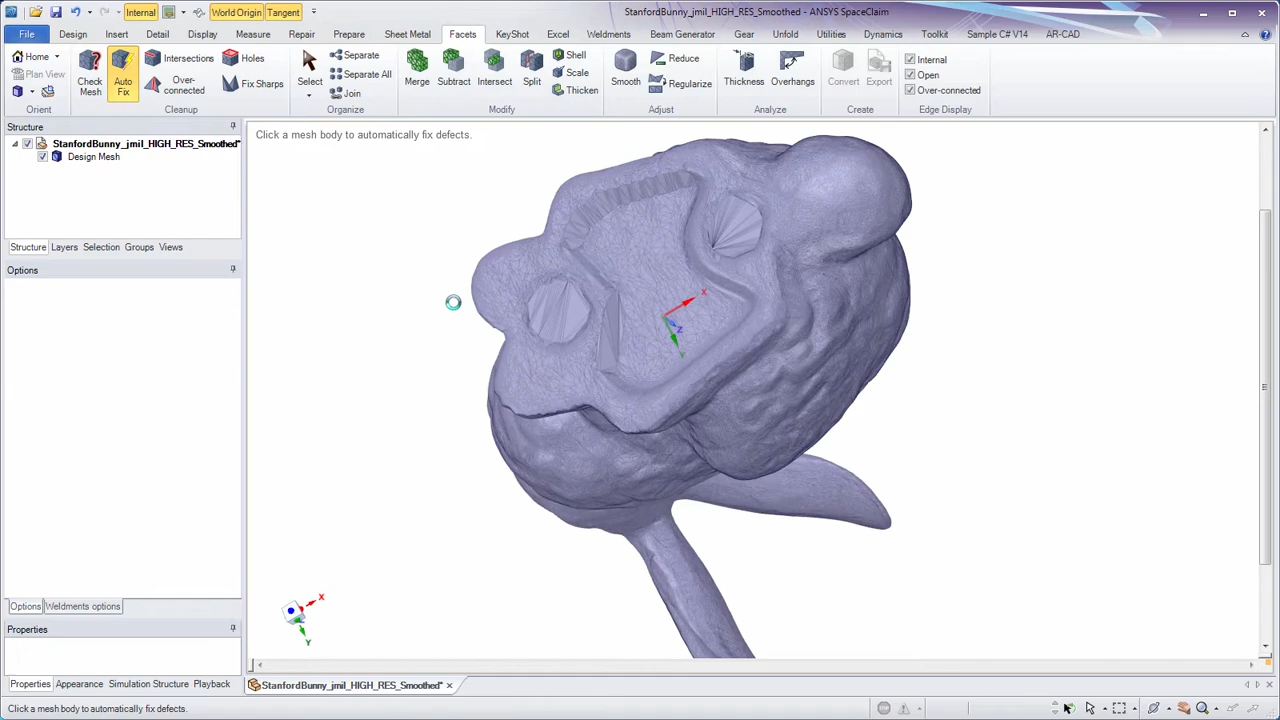 Internal World Origin Tangent
StanfordBunny_jmil_HIGH_RES_Smoothed - ANSYS SpaceClaim
File Design Insert Detail Display Measure Repair Prepare Sheet Metal Facets KeyShot Excel Weldments Beam Generator Gear Unfold Utilities Dynamics Toolkit Sample C# V14 AR-CAD
Home
Plan View
Orient
Check Mesh
Auto Fix
Intersections
Over-connected
Holes
Fix Sharps
Cleanup
Select
Separate
Separate All
Join
Organize
Merge
Subtract
Intersect
Split
Shell
Scale
Thicken
Modify
Smooth
Reduce
Regularize
Adjust
Thickness
Overhangs
Analyze
Convert
Export
Create
Internal
Open
Over-connected
Edge Display
Structure
StanfordBunny_jmil_HIGH_RES_Smoothed*
Design Mesh
Structure Layers Selection Groups Views
Options
Options Weldments options
Properties
Properties Appearance Simulation Structure Playback
Click a mesh body to automatically fix defects.
X
Z
Y
X
Y
StanfordBunny_jmil_HIGH_RES_Smoothed*
Click a mesh body to automatically fix defects.